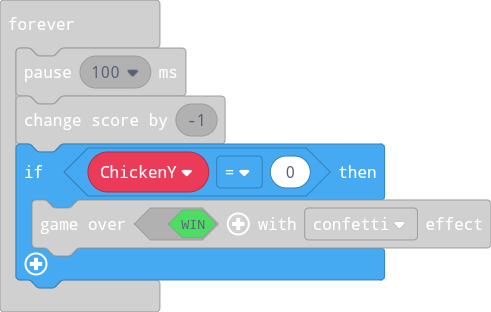 forever
pause 100 ms
change score by -1
if ChickenY = 0 then
game over WIN with confetti effect